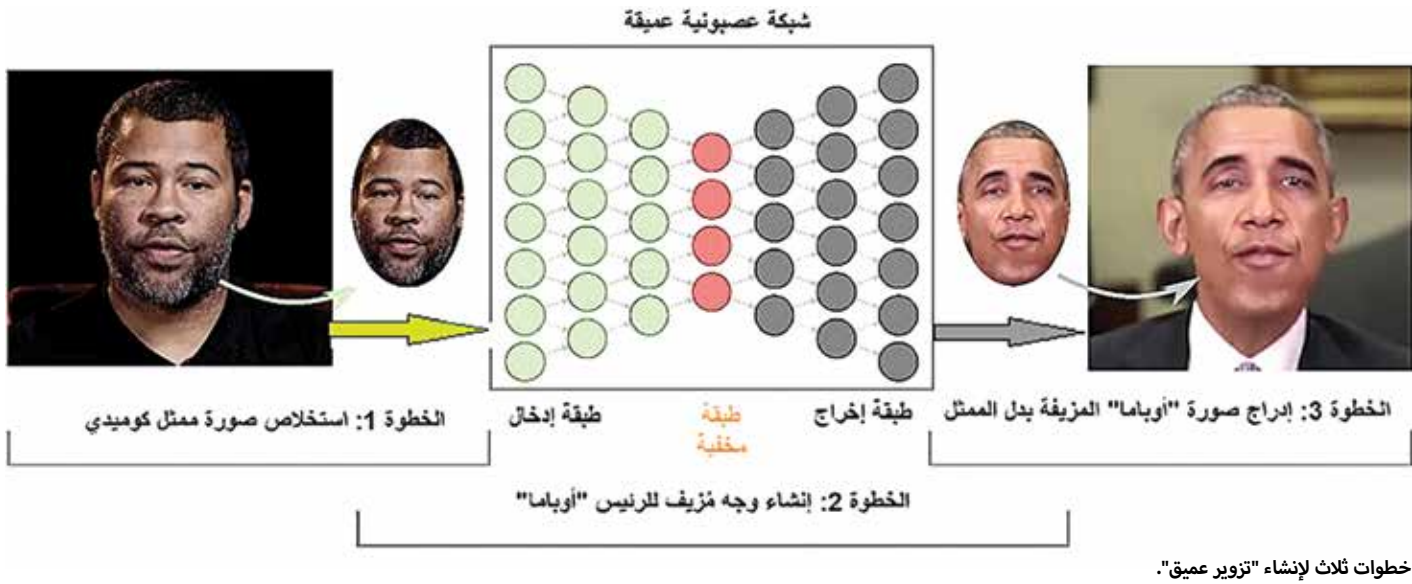 شبكة عصبونية عميقة
الخطوة 1: استخلاص صورة ممثل كوميدي
طبقة إدخال
طبقة
مخفية
طبقة إخراج
الخطوة 3: إدراج صورة "أوباما" المزيفة بدل الممثل
الخطوة 2: إنشاء وجه مُزيف للرئيس "أوباما"
خطوات ثلاث لإنشاء "تزوير عميق".